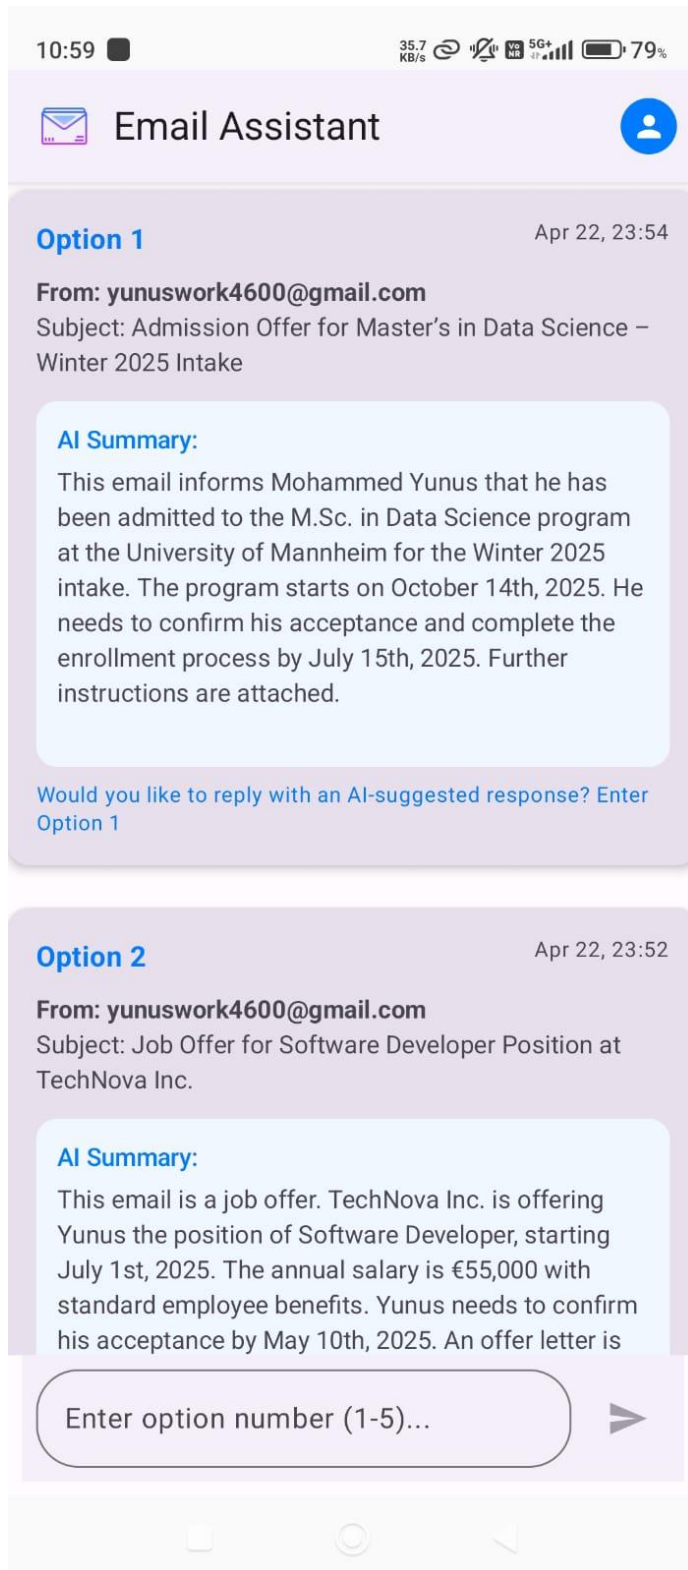 10:59 35.7 KB/s Vo NR 5G+ 79%
Email Assistant
Option 1 Apr 22, 23:54
From: yunuswork4600@gmail.com
Subject: Admission Offer for Master’s in Data Science –
Winter 2025 Intake
AI Summary:
This email informs Mohammed Yunus that he has
been admitted to the M.Sc. in Data Science program
at the University of Mannheim for the Winter 2025
intake. The program starts on October 14th, 2025. He
needs to confirm his acceptance and complete the
enrollment process by July 15th, 2025. Further
instructions are attached.
Would you like to reply with an AI-suggested response? Enter
Option 1
Option 2 Apr 22, 23:52
From: yunuswork4600@gmail.com
Subject: Job Offer for Software Developer Position at
TechNova Inc.
AI Summary:
This email is a job offer. TechNova Inc. is offering
Yunus the position of Software Developer, starting
July 1st, 2025. The annual salary is €55,000 with
standard employee benefits. Yunus needs to confirm
his acceptance by May 10th, 2025. An offer letter is
Enter option number (1-5)...